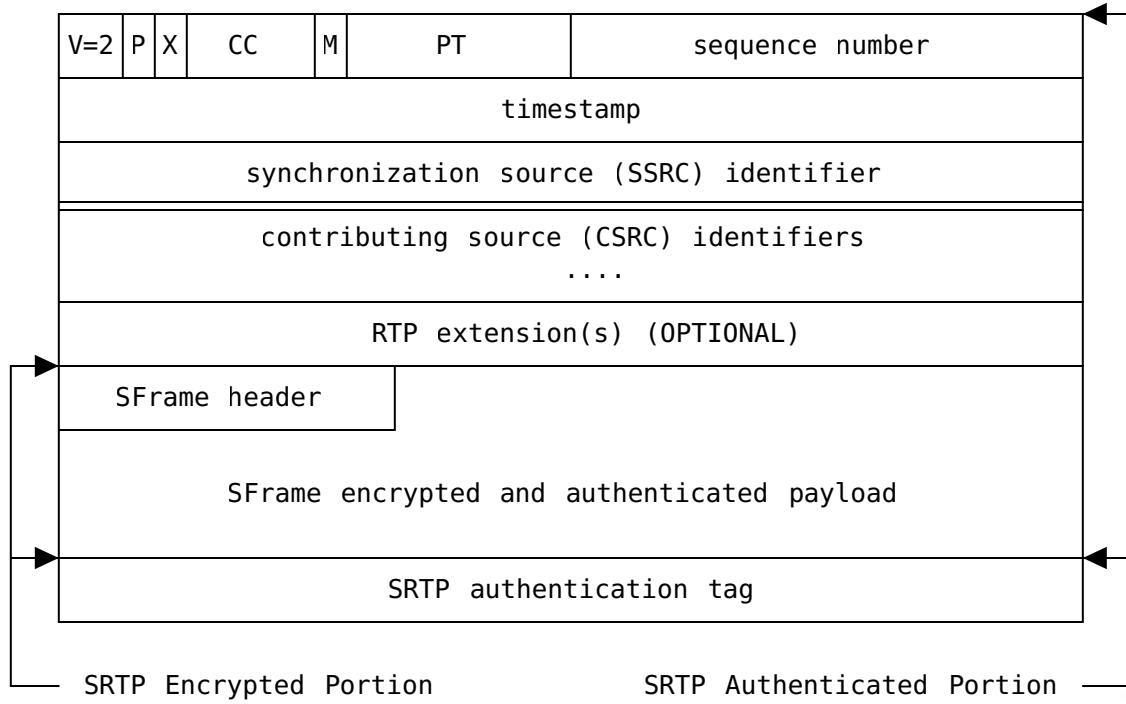 V=2 P X CC M PT sequence number
timestamp
synchronization source (SSRC) identifier
contributing source (CSRC) identifiers
....
RTP extension(s) (OPTIONAL)
SFrame header
SFrame encrypted and authenticated payload
SRTP authentication tag
SRTP Encrypted Portion SRTP Authenticated Portion